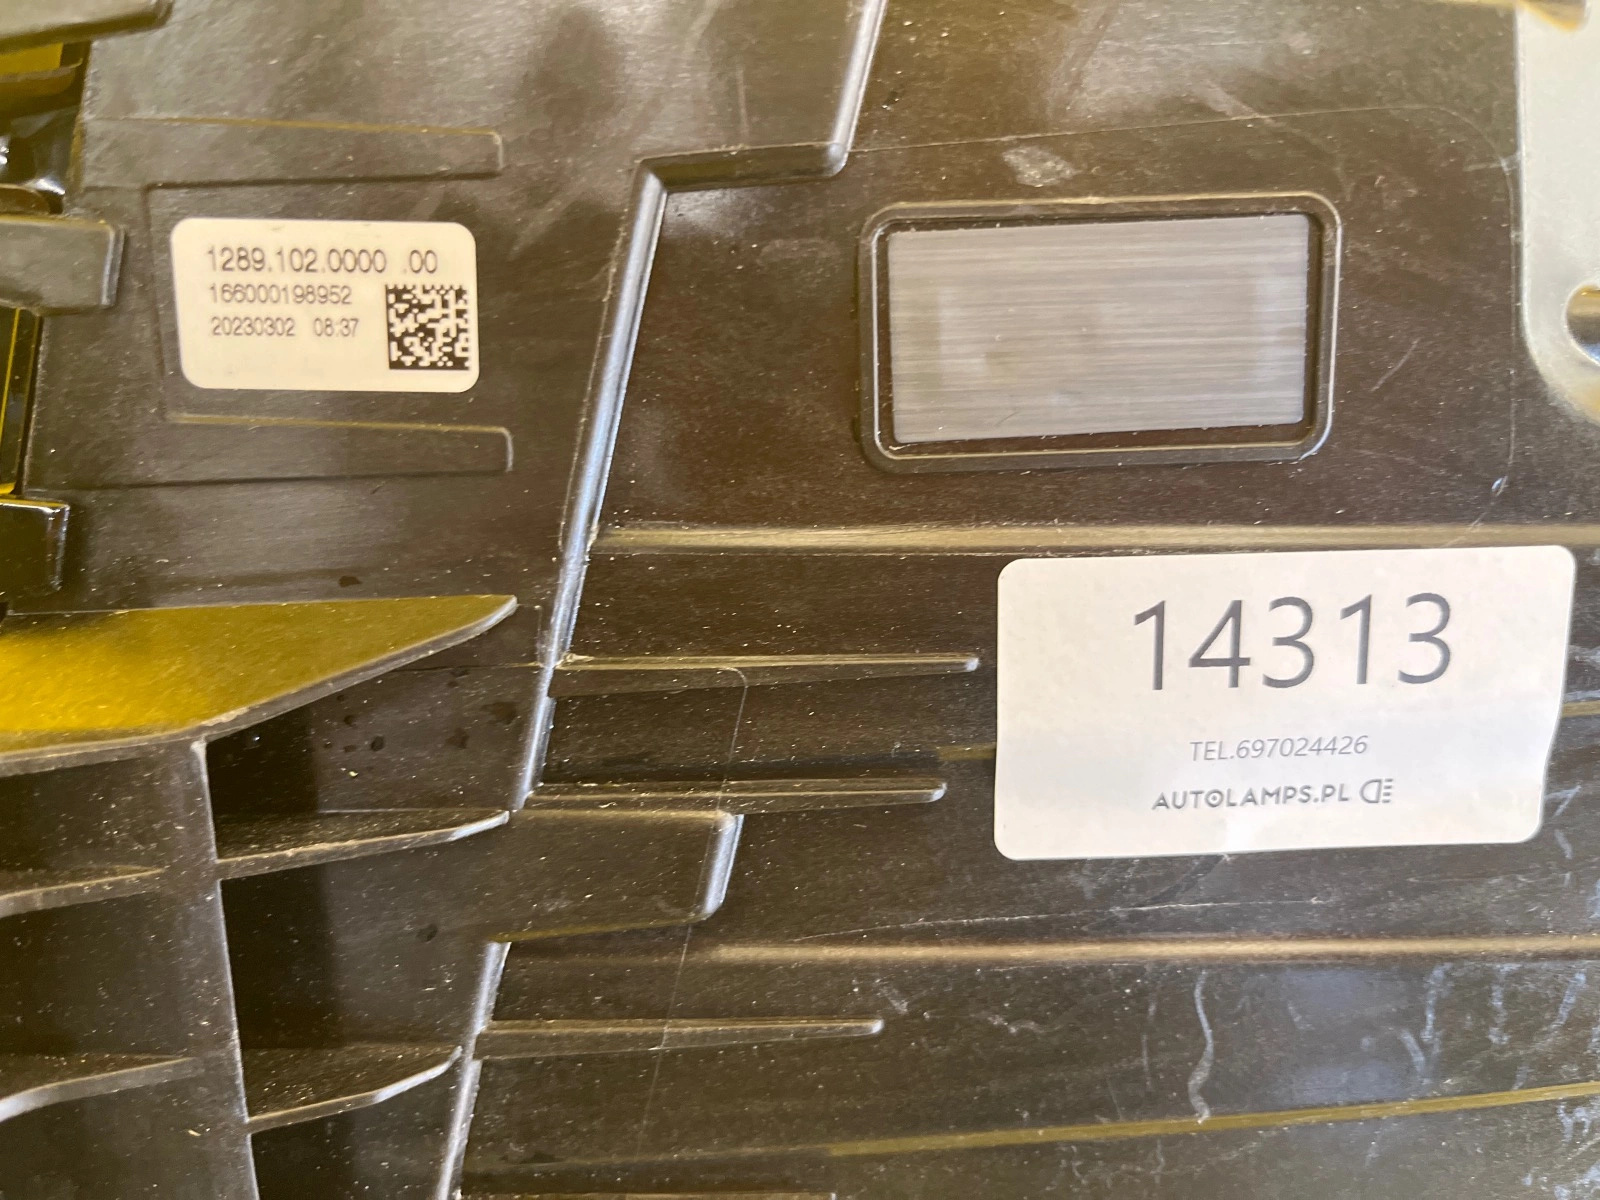 1289.102.0000 .00
166000198952
20230302 08:37
14313
TEL.697024426
AUTOLAMPS.PL